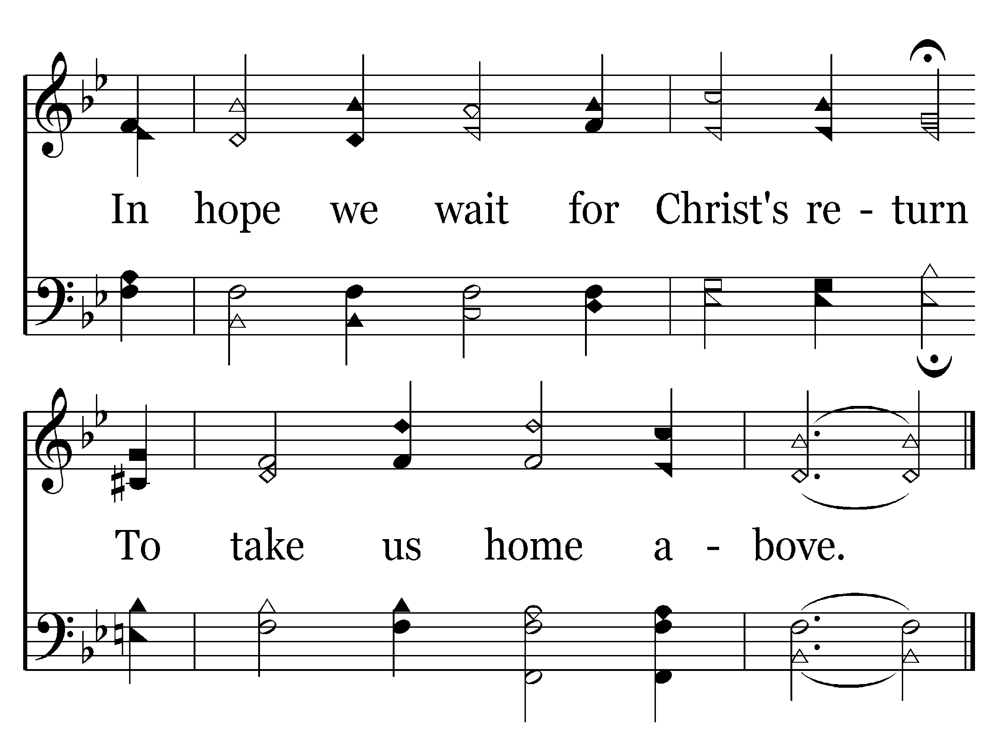 In hope we wait for Christ's re - turn
To take us home a - bove.